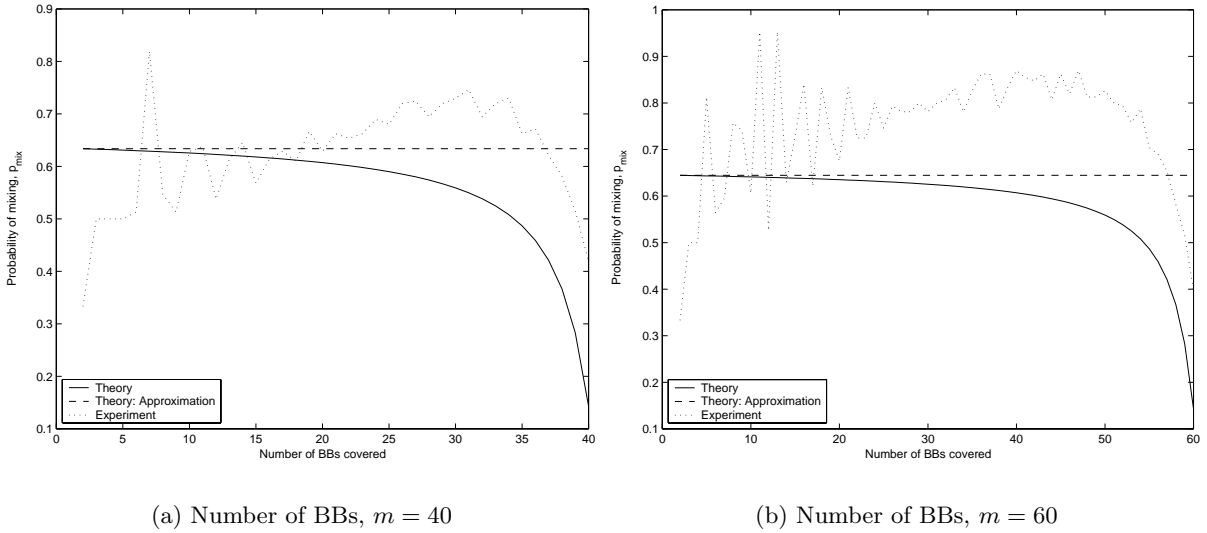 0.9
0.8
0.7
0.6
0.5
0.4
0.3
0.2
0.1
0 5 10 15 20 25 30 35 40
Number of BBs covered
Probability of mixing, p_mix
Theory
Theory: Approximation
Experiment
(a) Number of BBs, m = 40
1
0.9
0.8
0.7
0.6
0.5
0.4
0.3
0.2
0.1
0 10 20 30 40 50 60
Number of BBs covered
Probability of mixing, p_mix
Theory
Theory: Approximation
Experiment
(b) Number of BBs, m = 60